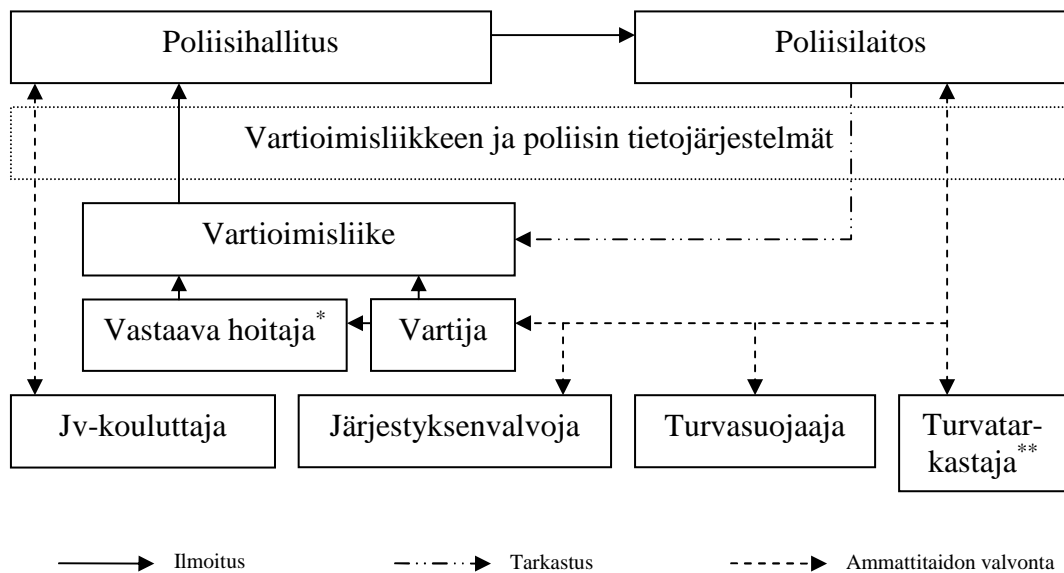 Poliisihallitus
Poliisilaitos
Vartioimisliikkeen ja poliisin tietojärjestelmät
Vartioimisliike
Vastaava hoitaja*
Vartija
Jv-kouluttaja
Järjestyksenvalvoja
Turvasuojaaja
Turvatar-
kastaja**
Ilmoitus
Tarkastus
Ammattitaidon valvonta